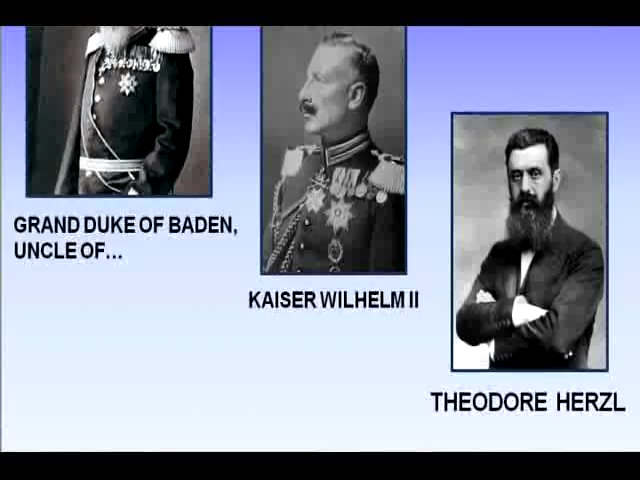 GRAND DUKE OF BADEN,
UNCLE OF...
KAISER WILHELM II
THEODORE HERZL